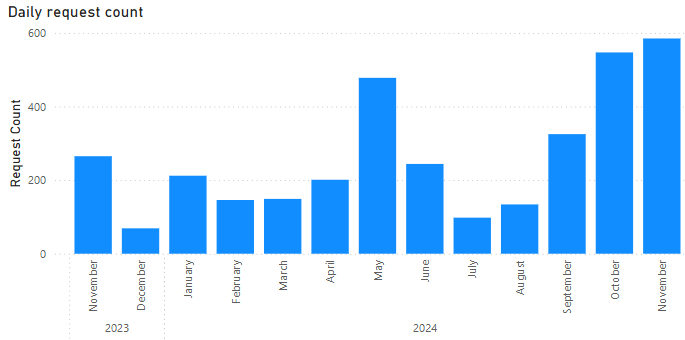 Daily request count
Request Count
600
400
200
0
November
December
January
February
March
April
May
June
July
August
September
October
November
2023
2024